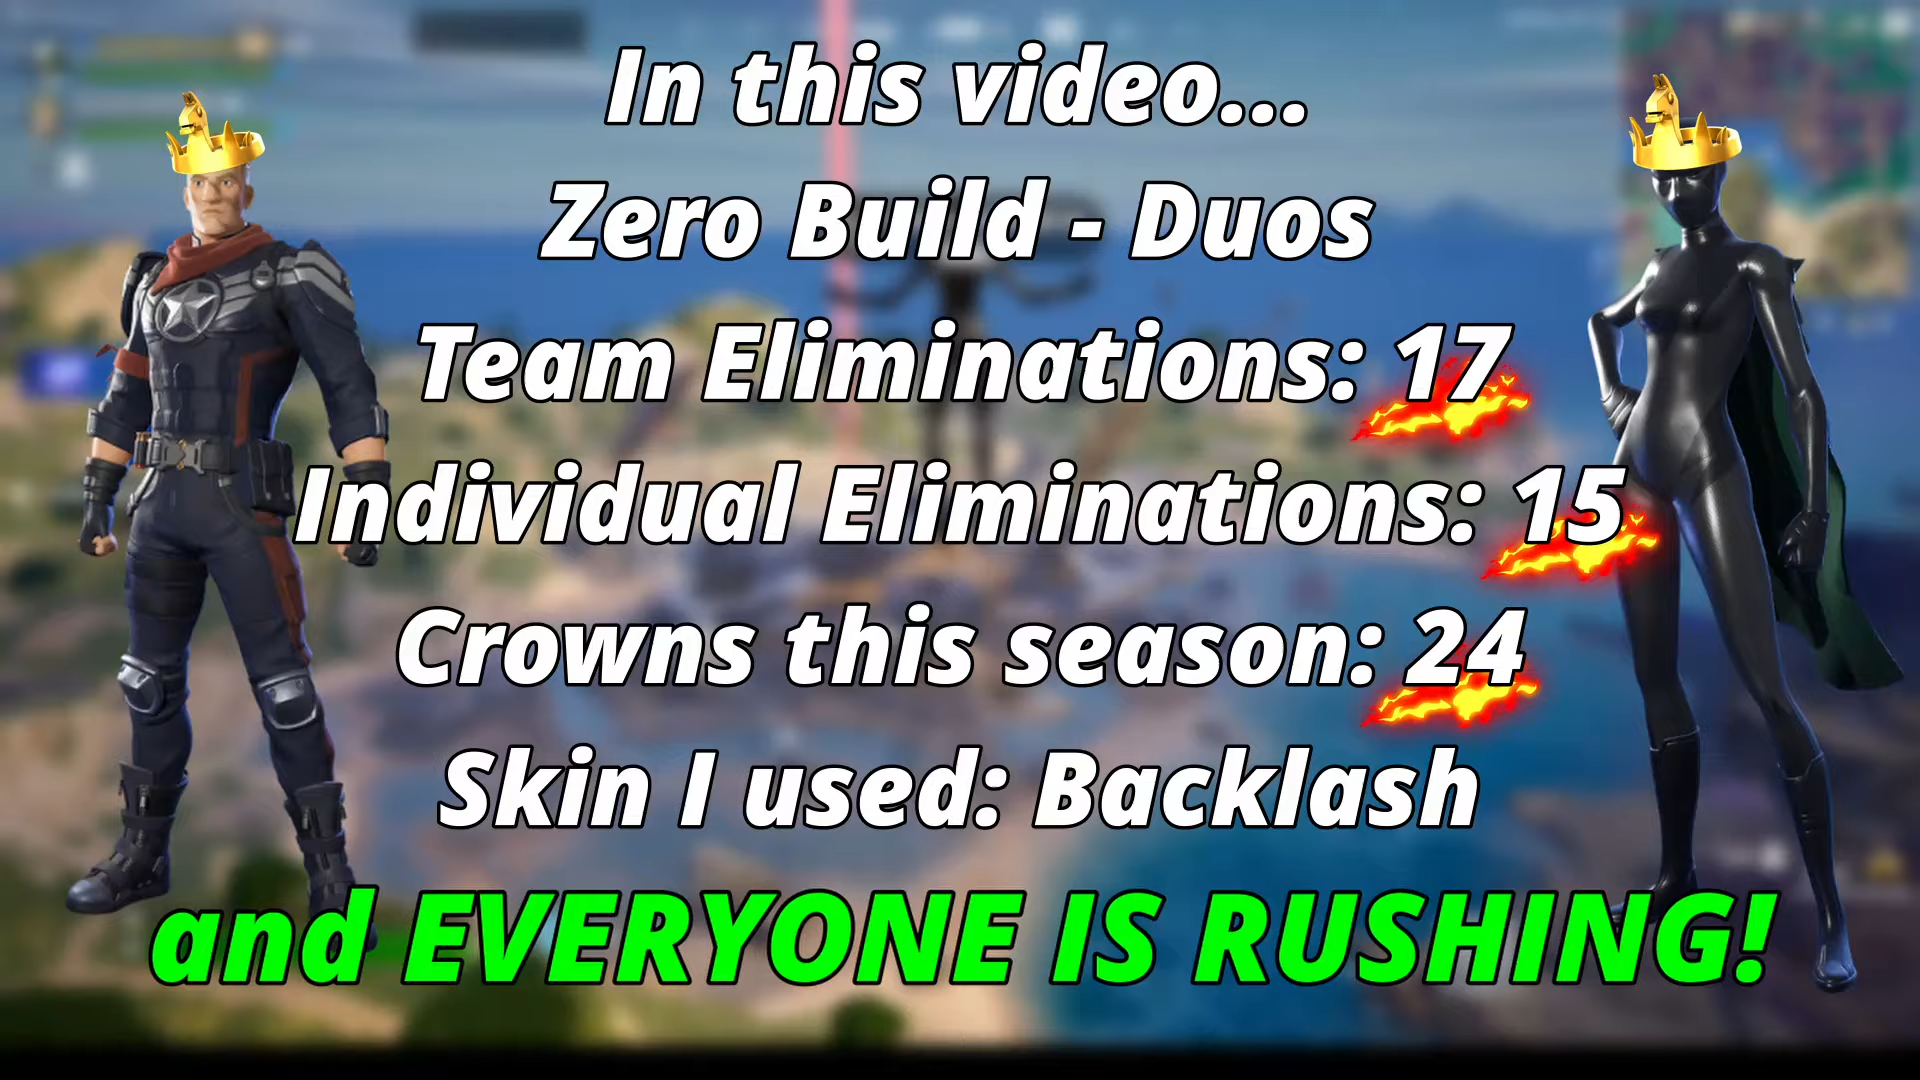 In this video...
Zero Build - Duos
Team Eliminations: 17
Individual Eliminations: 15
Crowns this season: 24
Skin I used: Backlash
and EVERYONE IS RUSHING!